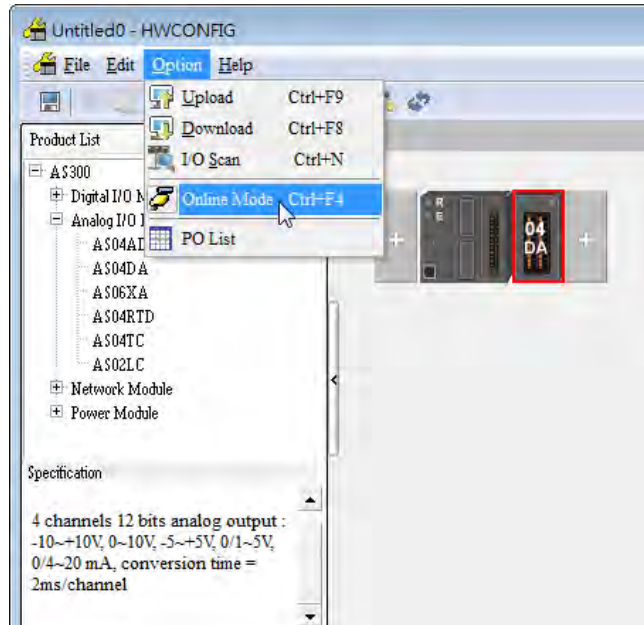 Untitled0 - HWCONFIG
File Edit Option Help
Upload Ctrl+F9
Download Ctrl+F8
I/O Scan Ctrl+N
Online Mode Ctrl+F4
PO List
Product List
AS300
Digital I/O
Analog I/O
AS04AD
AS04DA
AS06XA
AS04RTD
AS04TC
AS02LC
Network Module
Power Module
R
E
04
DA
Specification
4 channels 12 bits analog output :
-10~+10V, 0~10V, -5~+5V, 0/1~5V,
0/4~20 mA, conversion time =
2ms/channel